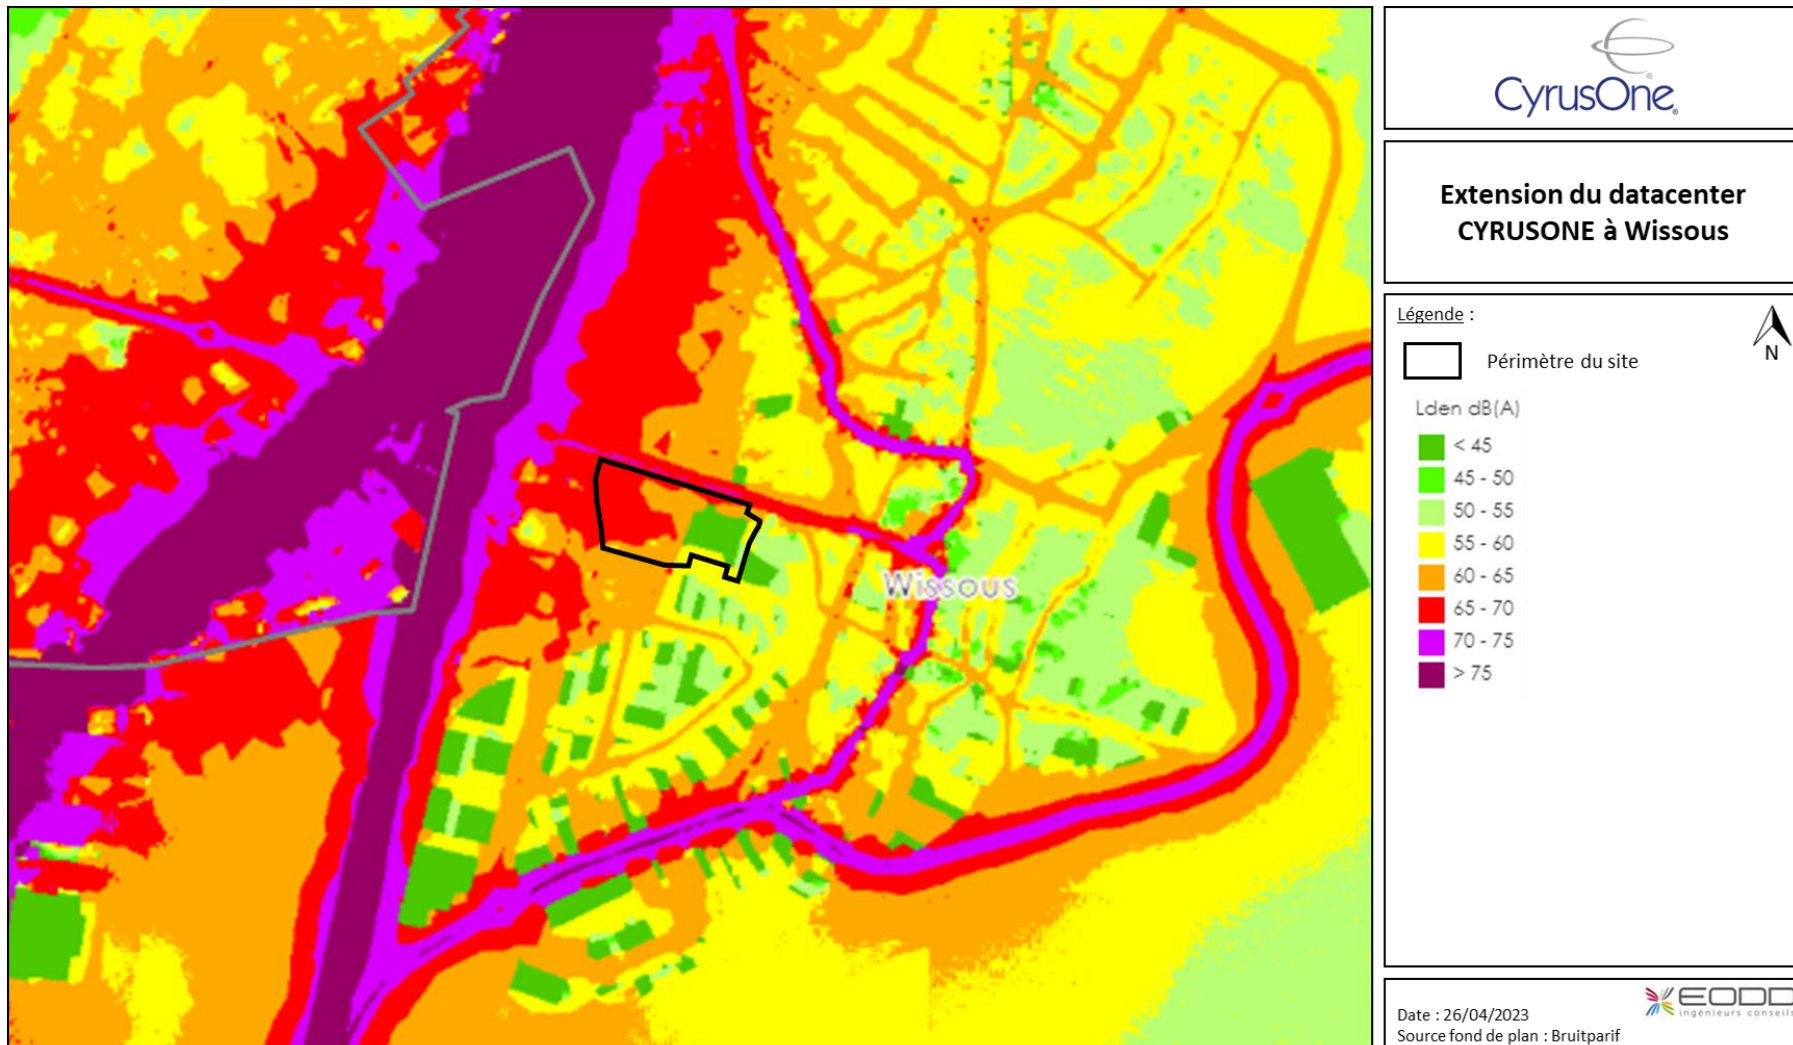 CyrusOne®
Extension du datacenter
CYRUSONE à Wissous
Légende :
N
Périmètre du site
Lden dB(A)
< 45
45 - 50
50 - 55
55 - 60
60 - 65
65 - 70
70 - 75
> 75
Wissous
EODD
ingénieurs conseils
Date : 26/04/2023
Source fond de plan : Bruitparif